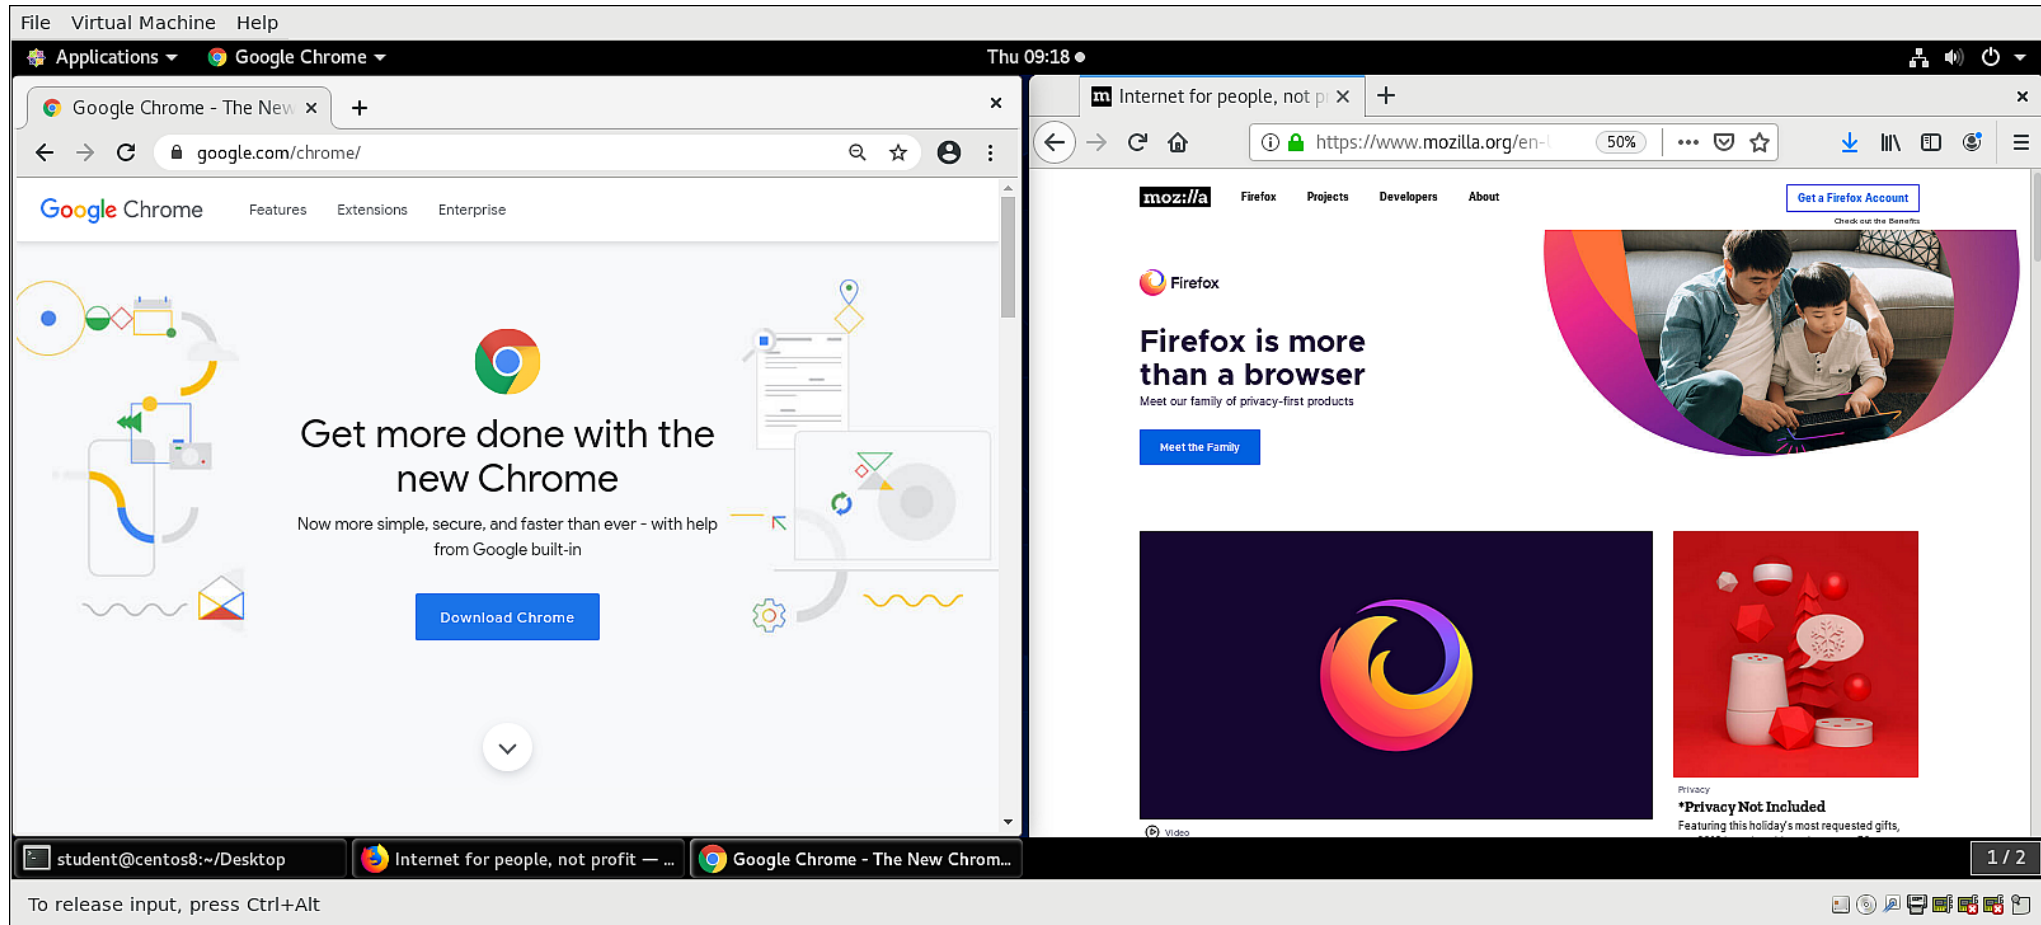 File Virtual Machine Help
Applications Google Chrome Thu 09:18
Google Chrome - The New
google.com/chrome/
Google Chrome Features Extensions Enterprise
Get more done with the
new Chrome
Now more simple, secure, and faster than ever - with help
from Google built-in
Download Chrome
Internet for people, not pr
https://www.mozilla.org/en- 50%
moz://a Firefox Projects Developers About Get a Firefox Account
Check out the Benefits
Firefox
Firefox is more
than a browser
Meet our family of privacy-first products
Meet the Family
Video
Privacy
*Privacy Not Included
Featuring this holiday's most requested gifts,
student@centos8:~/Desktop Internet for people, not profit — ... Google Chrome - The New Chrom... 1 / 2
To release input, press Ctrl+Alt